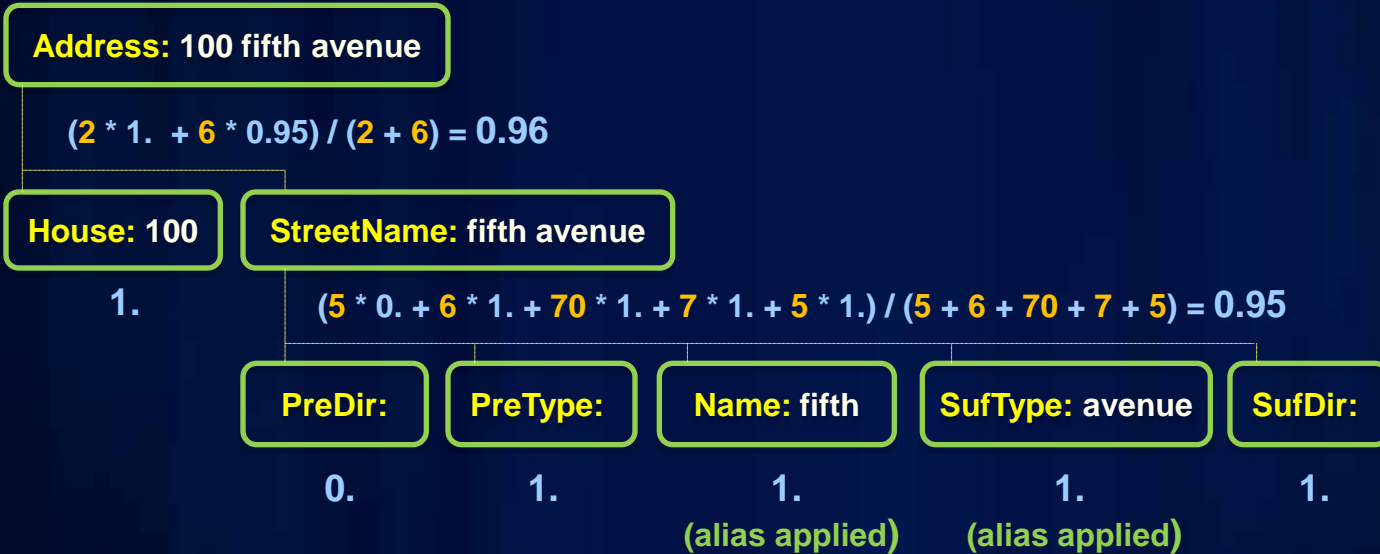 Address: 100 fifth avenue
(2 * 1. + 6 * 0.95) / (2 + 6) = 0.96
House: 100 StreetName: fifth avenue
1.
(5 * 0. + 6 * 1. + 70 * 1. + 7 * 1. + 5 * 1.) / (5 + 6 + 70 + 7 + 5) = 0.95
PreDir: PreType: Name: fifth SufType: avenue SufDir:
0. 1. 1. 1. 1.
(alias applied) (alias applied)